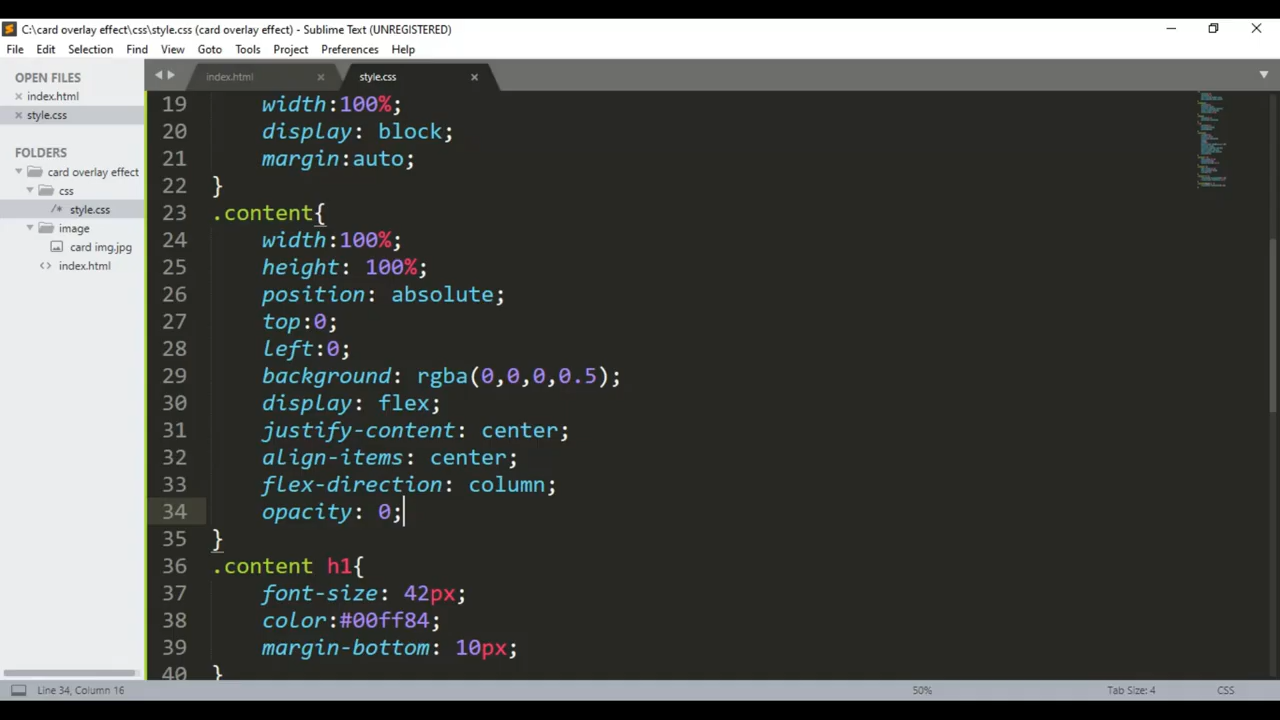 C:\card overlay effect\css\style.css (card overlay effect) - Sublime Text (UNREGISTERED)
File Edit Selection Find View Goto Tools Project Preferences Help
OPEN FILES
index.html
style.css
FOLDERS
card overlay effect
css
/* style.css
image
card img.jpg
<> index.html
index.html style.css
19 width:100%;
20 display: block;
21 margin:auto;
22 }
23 .content{
24 width:100%;
25 height: 100%;
26 position: absolute;
27 top:0;
28 left:0;
29 background: rgba(0,0,0,0.5);
30 display: flex;
31 justify-content: center;
32 align-items: center;
33 flex-direction: column;
34 opacity: 0;
35 }
36 .content h1{
37 font-size: 42px;
38 color:#00ff84;
39 margin-bottom: 10px;
40 }
Line 34, Column 16 50% Tab Size: 4 CSS